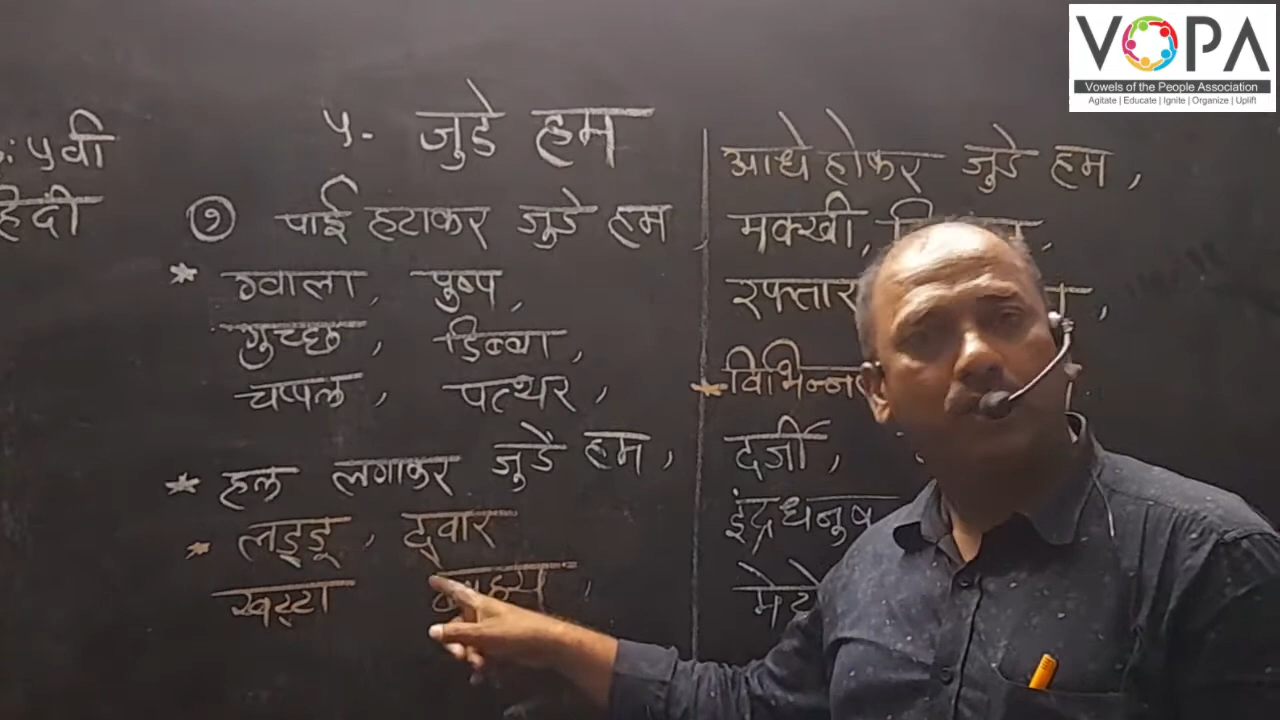 VOPA
Vowels of the People Association
Agitate | Educate | Ignite | Organize | Uplift
५वी
हिंदी
५. जुडे हम
१ पाई हटाकर जुडे हम,
* ग्वाला, पुष्प,
गुच्छ, डिब्बा,
चप्पल, पत्थर,
* हल लगाकर जुडें हम,
* लड्डू, द्वार
खट्टा
आधे होकर जुडे हम,
मक्खी,
रफ्तार
* विभिन्न
दर्जी,
इंद्रधनुष